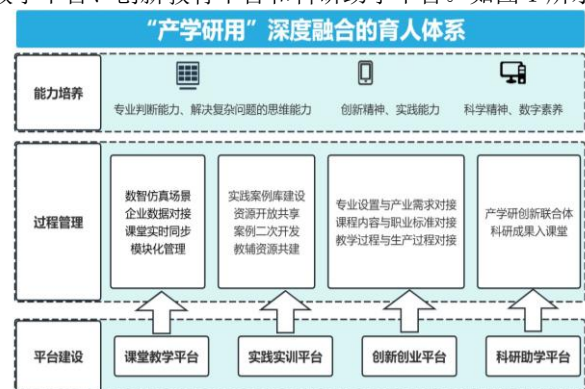 “产学研用”深度融合的育人体系
能力培养
专业判断能力、解决复杂问题的思维能力
创新精神、实践能力
科学精神、数字素养
过程管理
数智仿真场景
企业数据对接
课堂实时同步
模块化管理
实践案例库建设
资源开放共享
案例二次开发
教辅资源共建
专业设置与产业需求对接
课程内容与职业标准对接
教学过程与生产过程对接
产学研创新联合体
科研成果入课堂
平台建设
课堂教学平台
实践实训平台
创新创业平台
科研助学平台